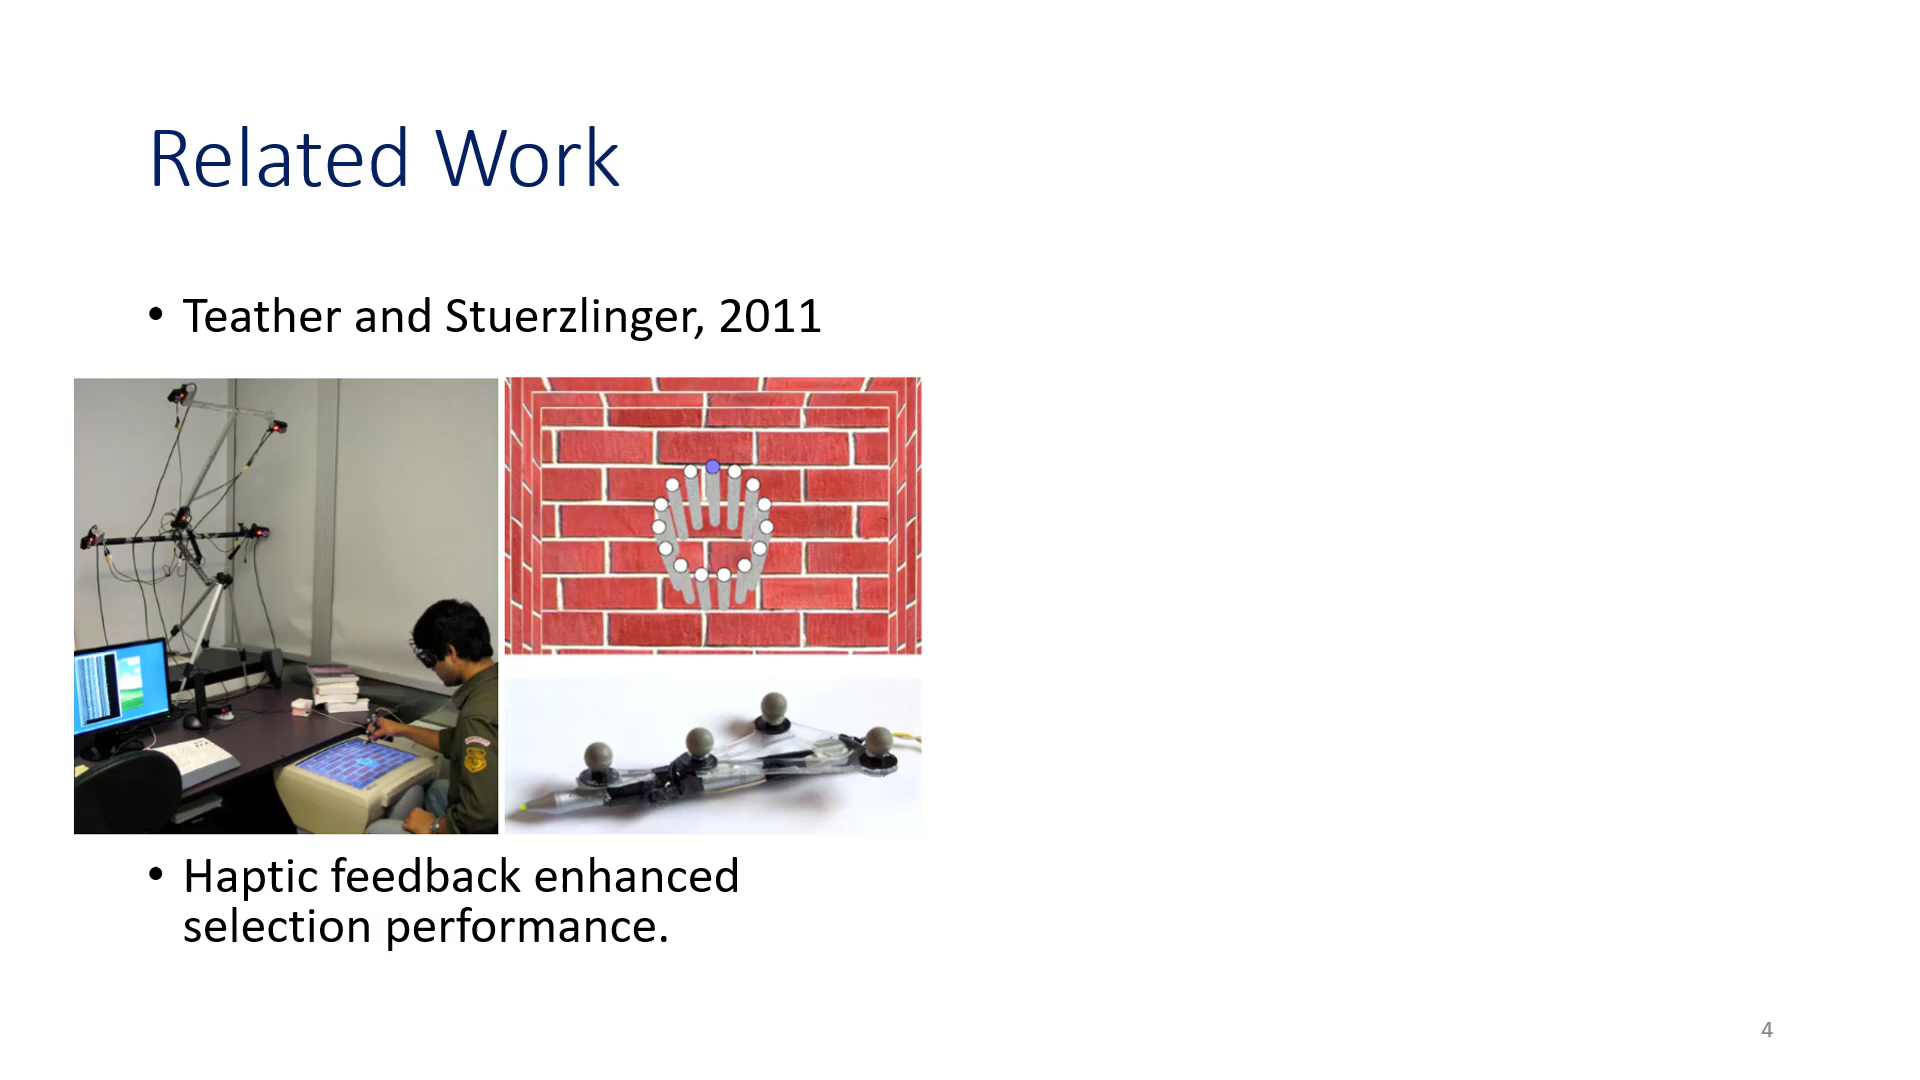 Related Work
• Teather and Stuerzlinger, 2011
• Haptic feedback enhanced
selection performance.
4